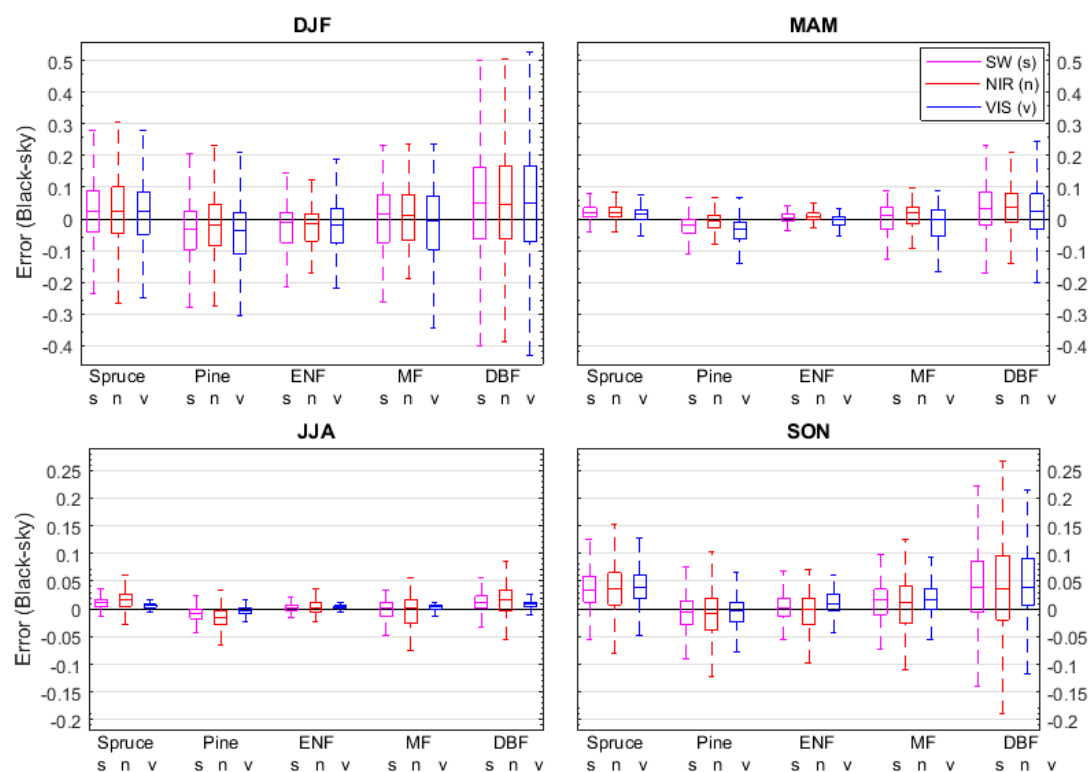 DJF MAM
0.5 0.5
0.4 0.4
0.3 0.3
0.2 0.2
0.1 0.1
0 0
-0.1 -0.1
-0.2 -0.2
-0.3 -0.3
-0.4 -0.4
Error (Black-sky)
SW (s)
NIR (n)
VIS (v)
Spruce Pine ENF MF DBF Spruce Pine ENF MF DBF
s n v s n v s n v s n v s n v s n v s n v s n v s n v s n v
JJA SON
0.25 0.25
0.2 0.2
0.15 0.15
0.1 0.1
0.05 0.05
0 0
-0.05 -0.05
-0.1 -0.1
-0.15 -0.15
-0.2 -0.2
Error (Black-sky)
Spruce Pine ENF MF DBF Spruce Pine ENF MF DBF
s n v s n v s n v s n v s n v s n v s n v s n v s n v s n v